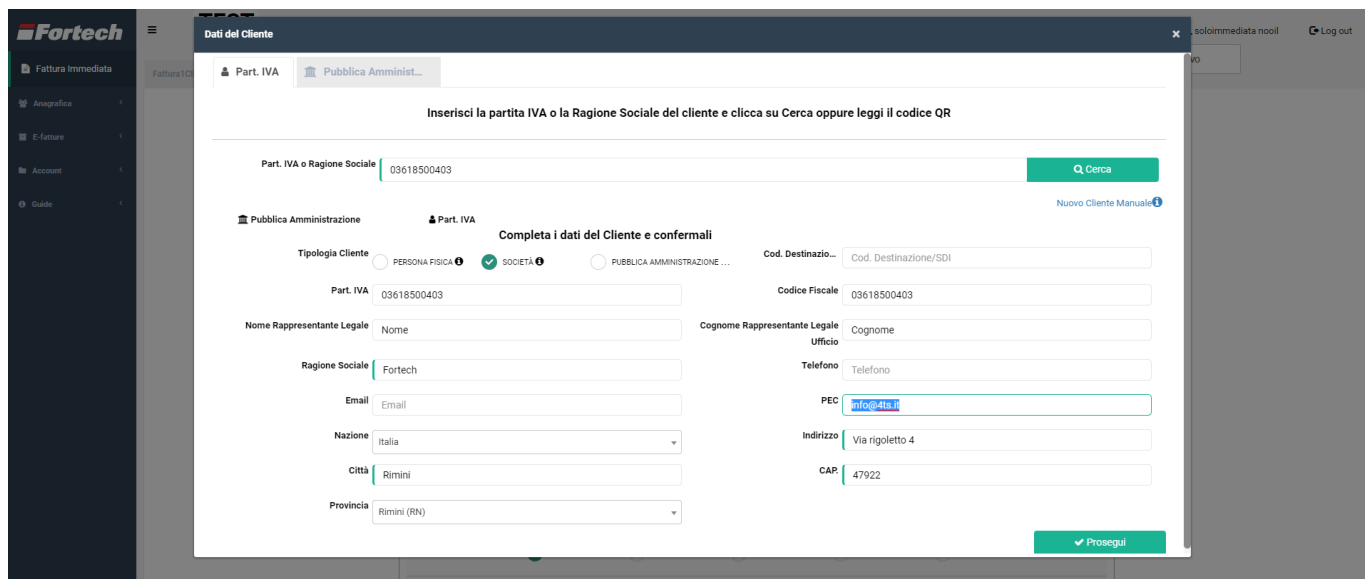 TEST
Fortech
Dati del Cliente
soloimmediata nooil
Log out
Fattura Immediata
Part. IVA
Pubblica Amminist...
vo
Fattura1Cl
Anagrafica
Inserisci la partita IVA o la Ragione Sociale del cliente e clicca su Cerca oppure leggi il codice QR
E-fatture
Part. IVA o Ragione Sociale
03618500403
Cerca
Account
Guide
Nuovo Cliente Manuale
Pubblica Amministrazione
Part. IVA
Completa i dati del Cliente e confermali
Tipologia Cliente
PERSONA FISICA
SOCIETÀ
PUBBLICA AMMINISTRAZIONE ...
Cod. Destinazio...
Cod. Destinazione/SDI
Part. IVA
03618500403
Codice Fiscale
03618500403
Nome Rappresentante Legale
Nome
Cognome Rappresentante Legale
Ufficio
Cognome
Ragione Sociale
Fortech
Telefono
Telefono
Email
Email
PEC
info@4ts.it
Nazione
Italia
Indirizzo
Via rigoletto 4
Città
Rimini
CAP.
47922
Provincia
Rimini (RN)
Prosegui